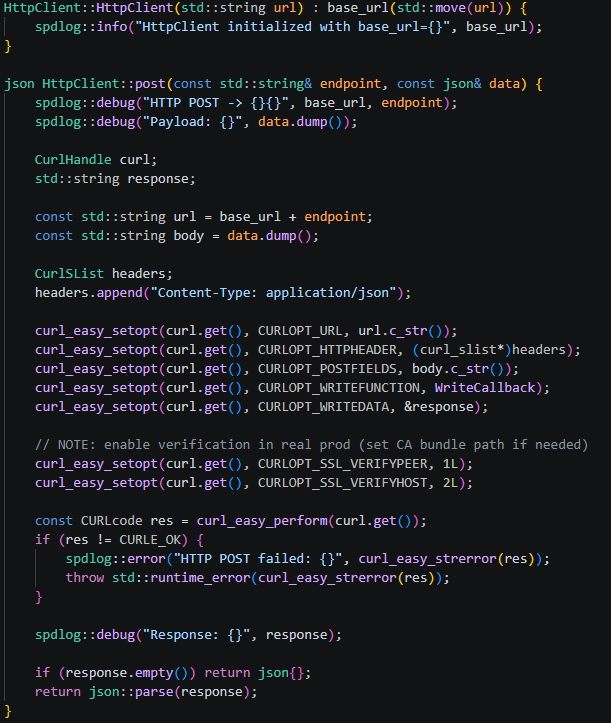 HttpClient::HttpClient(std::string url) : base_url(std::move(url)) {
    spdlog::info("HttpClient initialized with base_url={}", base_url);
}

json HttpClient::post(const std::string& endpoint, const json& data) {
    spdlog::debug("HTTP POST -> {}{}", base_url, endpoint);
    spdlog::debug("Payload: {}", data.dump());

    CurlHandle curl;
    std::string response;

    const std::string url = base_url + endpoint;
    const std::string body = data.dump();

    CurlSList headers;
    headers.append("Content-Type: application/json");

    curl_easy_setopt(curl.get(), CURLOPT_URL, url.c_str());
    curl_easy_setopt(curl.get(), CURLOPT_HTTPHEADER, (curl_slist*)headers);
    curl_easy_setopt(curl.get(), CURLOPT_POSTFIELDS, body.c_str());
    curl_easy_setopt(curl.get(), CURLOPT_WRITEFUNCTION, WriteCallback);
    curl_easy_setopt(curl.get(), CURLOPT_WRITEDATA, &response);

    // NOTE: enable verification in real prod (set CA bundle path if needed)
    curl_easy_setopt(curl.get(), CURLOPT_SSL_VERIFYPEER, 1L);
    curl_easy_setopt(curl.get(), CURLOPT_SSL_VERIFYHOST, 2L);

    const CURLcode res = curl_easy_perform(curl.get());
    if (res != CURLE_OK) {
        spdlog::error("HTTP POST failed: {}", curl_easy_strerror(res));
        throw std::runtime_error(curl_easy_strerror(res));
    }

    spdlog::debug("Response: {}", response);

    if (response.empty()) return json{};
    return json::parse(response);
}